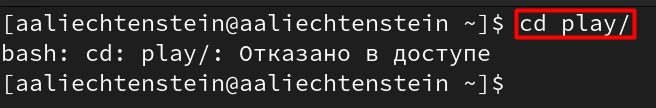 [aaliechtenstein@aaliechtenstein ~]$ cd play/
bash: cd: play/: Отказано в доступе
[aaliechtenstein@aaliechtenstein ~]$